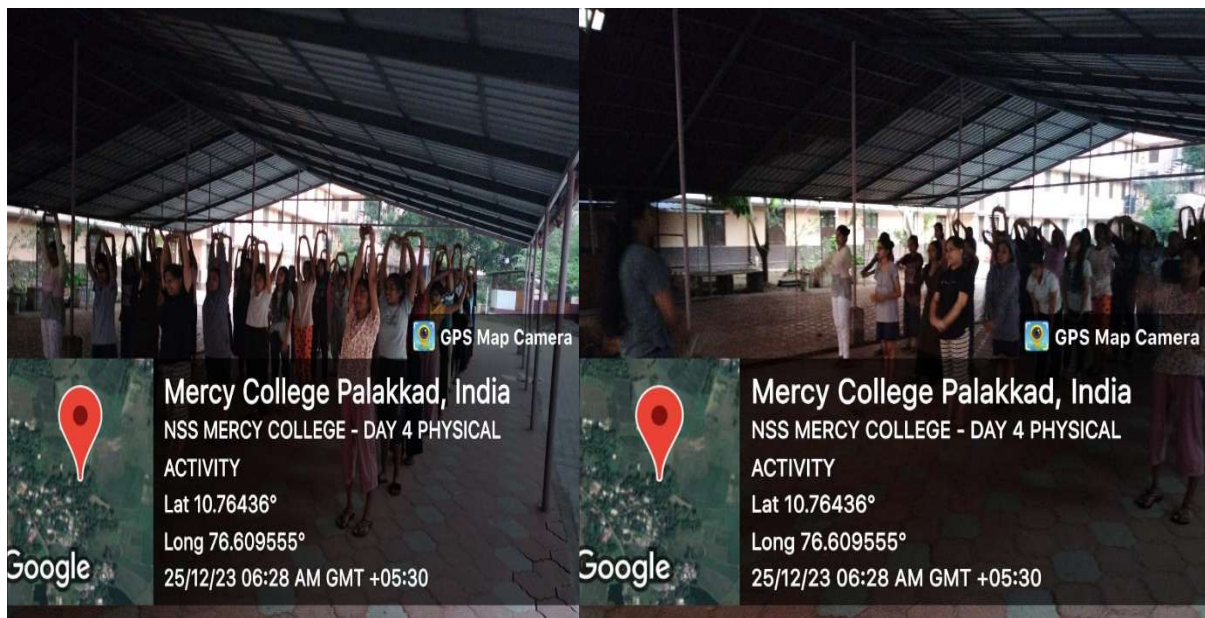 GPS Map Camera
Mercy College Palakkad, India
NSS MERCY COLLEGE - DAY 4 PHYSICAL
ACTIVITY
Lat 10.76436°
Long 76.609555°
25/12/23 06:28 AM GMT +05:30
Google
GPS Map Camera
Mercy College Palakkad, India
NSS MERCY COLLEGE - DAY 4 PHYSICAL
ACTIVITY
Lat 10.76436°
Long 76.609555°
25/12/23 06:28 AM GMT +05:30
Google